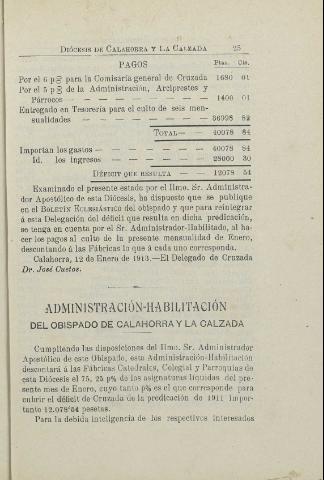 DIÓCESIS DE CALAHORRA Y LA CALZADA 25
PAGOS Ptas. Cts.
Por el 6 p% para la Comisaría general de Cruzada 1680 01
Por el 5 p% de la Administración, Arciprestes y
Párrocos — — — — — — — 1400 01
Entregado en Tesorería para el culto de seis men-
sualidades — — — — — — 36998 82
TOTAL— — 40078 84
Importan los gastos — — — — — 40078 84
Id. los ingresos — — — — — 28000 30
DÉFICIT QUE RESULTA — — 12078 54
Examinado el presente estado por el Ilmo. Sr. Administra-
dor Apostólico de esta Diócesis, ha dispuesto que se publique
en el BOLETÍN ECLESIÁSTICO del obispado y que para reintegrar
á esta Delegación del déficit que resulta en dicha predicación,
se tenga en cuenta por el Sr. Administrador-Habilitado, al ha-
cer los pagos al culto de la presente mensualidad de Enero,
descontando á las Fábricas lo que á cada uno corresponda.
Calahorra, 12 de Enero de 1913.—El Delegado de Cruzada
Dr. José Castos.
ADMINISTRACIÓN-HABILITACIÓN
DEL OBISPADO DE CALAHORRA Y LA CALZADA
Cumpliendo las disposiciones del Ilmo. Sr. Administrador
Apostólico de este Obispado, esta Administración-Habilitación
descontará á las Fábricas Catedrales, Colegial y Parroquias de
esta Diócesis el 75, 25 p% de las asignaturas líquidas del pre-
sente mes de Enero, cuyo tanto p% es el que corresponde para
cubrir el déficit de Cruzada de la predicación de 1911 impor-
tante 12.078'54 pesetas.
Para la debida inteligencia de los respectivos interesados